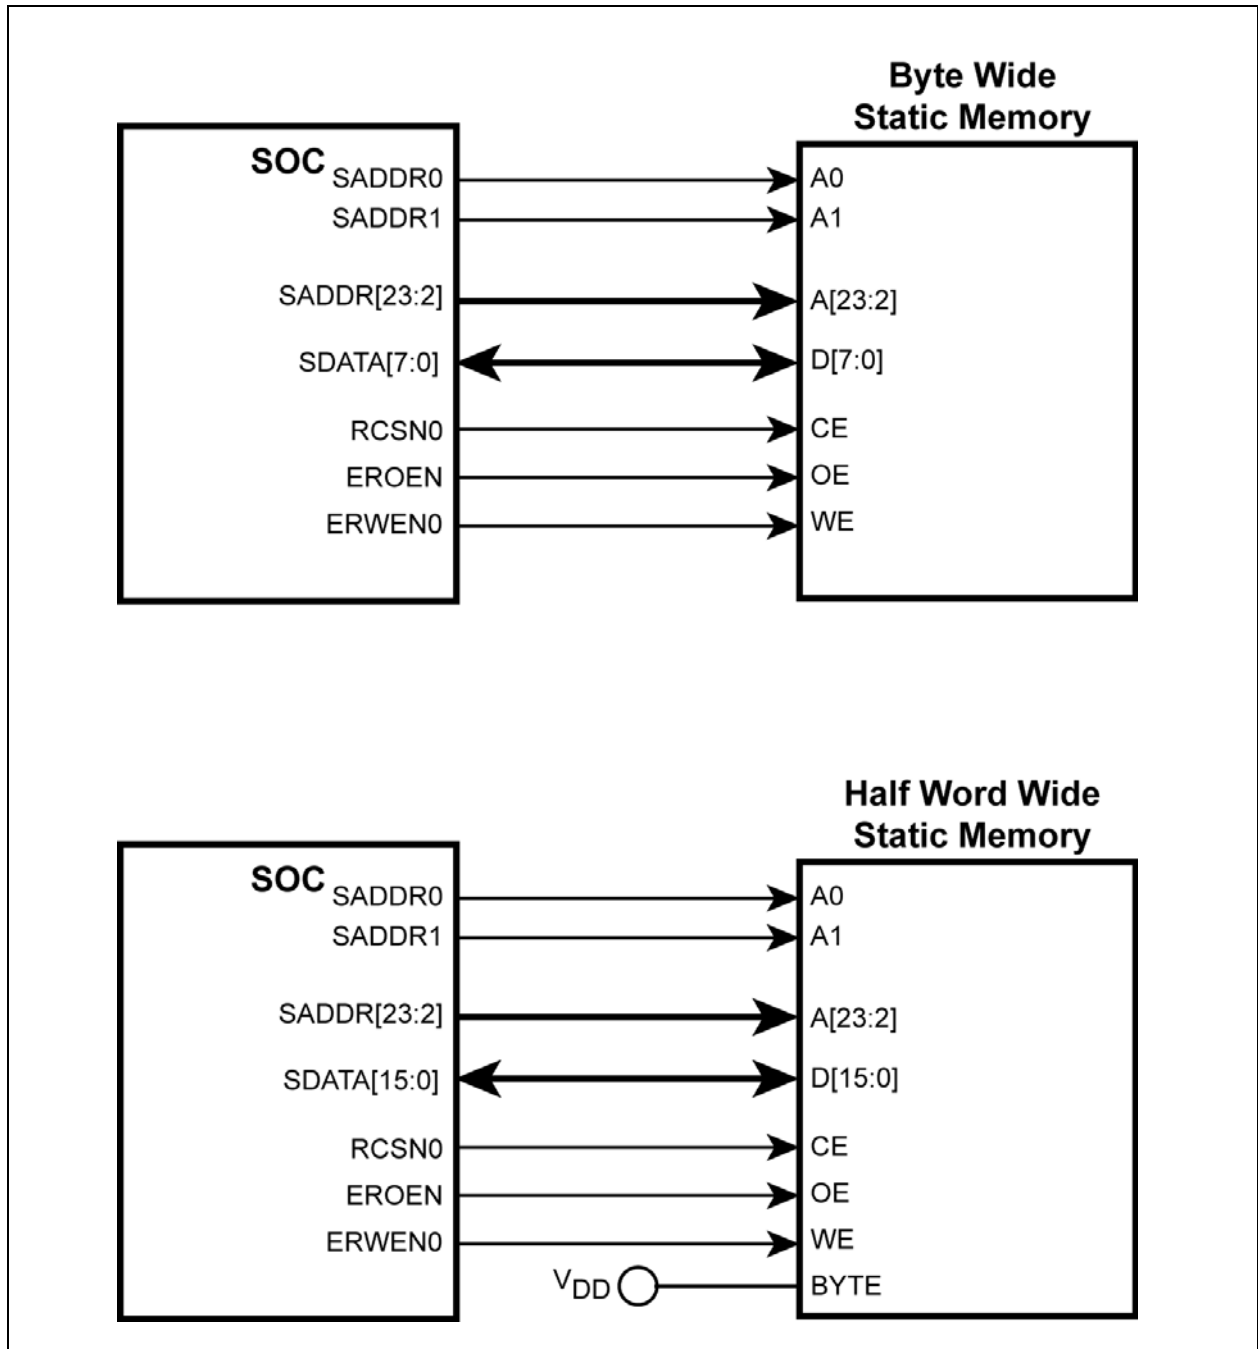 Byte Wide
Static Memory
SOC
SADDR0
A0
SADDR1
A1
SADDR[23:2]
A[23:2]
SDATA[7:0]
D[7:0]
RCSN0
CE
EROEN
OE
ERWEN0
WE
Half Word Wide
Static Memory
SOC
SADDR0
A0
SADDR1
A1
SADDR[23:2]
A[23:2]
SDATA[15:0]
D[15:0]
RCSN0
CE
EROEN
OE
ERWEN0
WE
VDD
BYTE